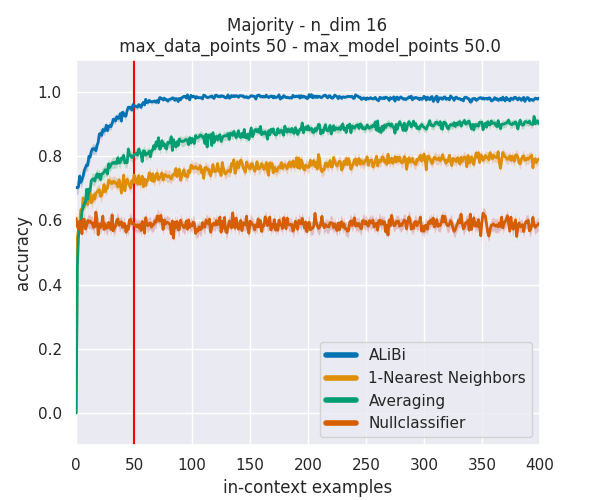 Majority - n_dim 16
max_data_points 50 - max_model_points 50.0
accuracy
1.0
0.8
0.6
0.4
0.2
0.0
ALiBi
1-Nearest Neighbors
Averaging
Nullclassifier
0 50 100 150 200 250 300 350 400
in-context examples